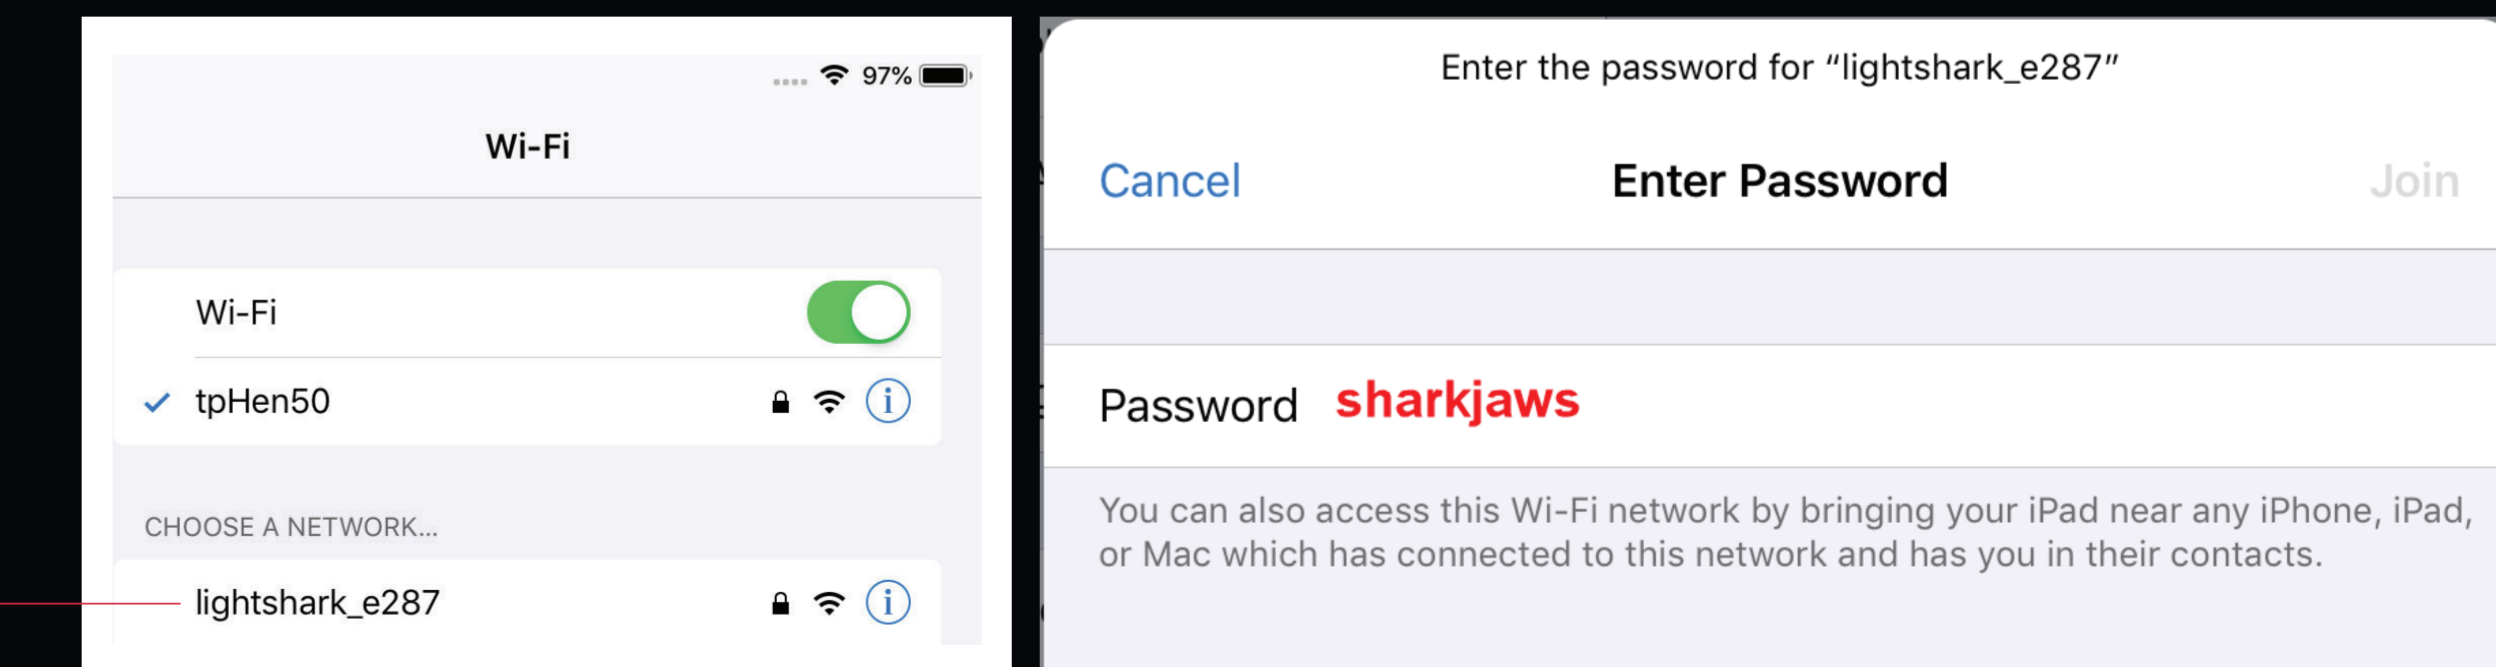 97%
Wi-Fi
Wi-Fi
tpHen50
CHOOSE A NETWORK...
lightshark_e287
Enter the password for “lightshark_e287”
Cancel Enter Password Join
Password sharkjaws
You can also access this Wi-Fi network by bringing your iPad near any iPhone, iPad,
or Mac which has connected to this network and has you in their contacts.